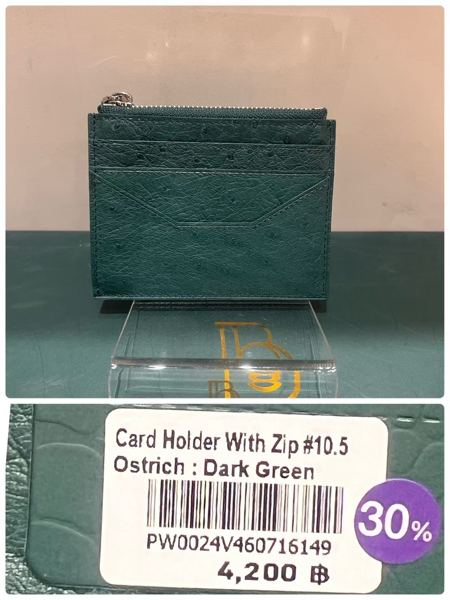 Card Holder With Zip #10.5
Ostrich : Dark Green
PW0024V460716149
4,200 ฿
30%